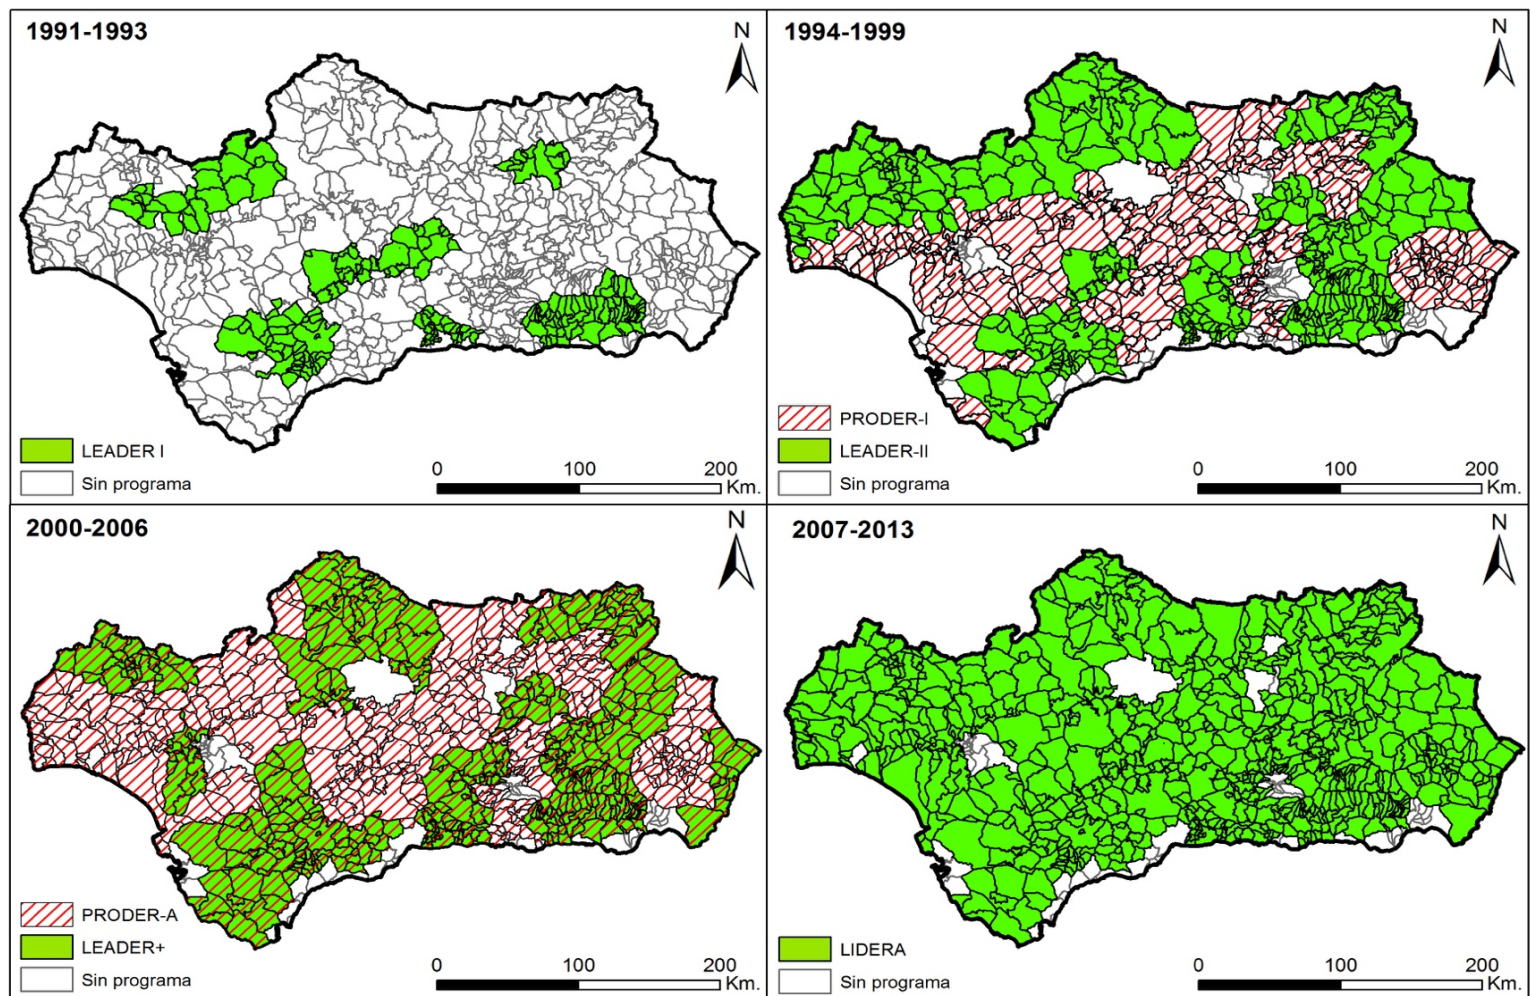 1991-1993
N
LEADER I
Sin programa
0 100 200
Km.
1994-1999
N
PRODER-I
LEADER-II
Sin programa
0 100 200
Km.
2000-2006
N
PRODER-A
LEADER+
Sin programa
0 100 200
Km.
2007-2013
N
LIDERA
Sin programa
0 100 200
Km.